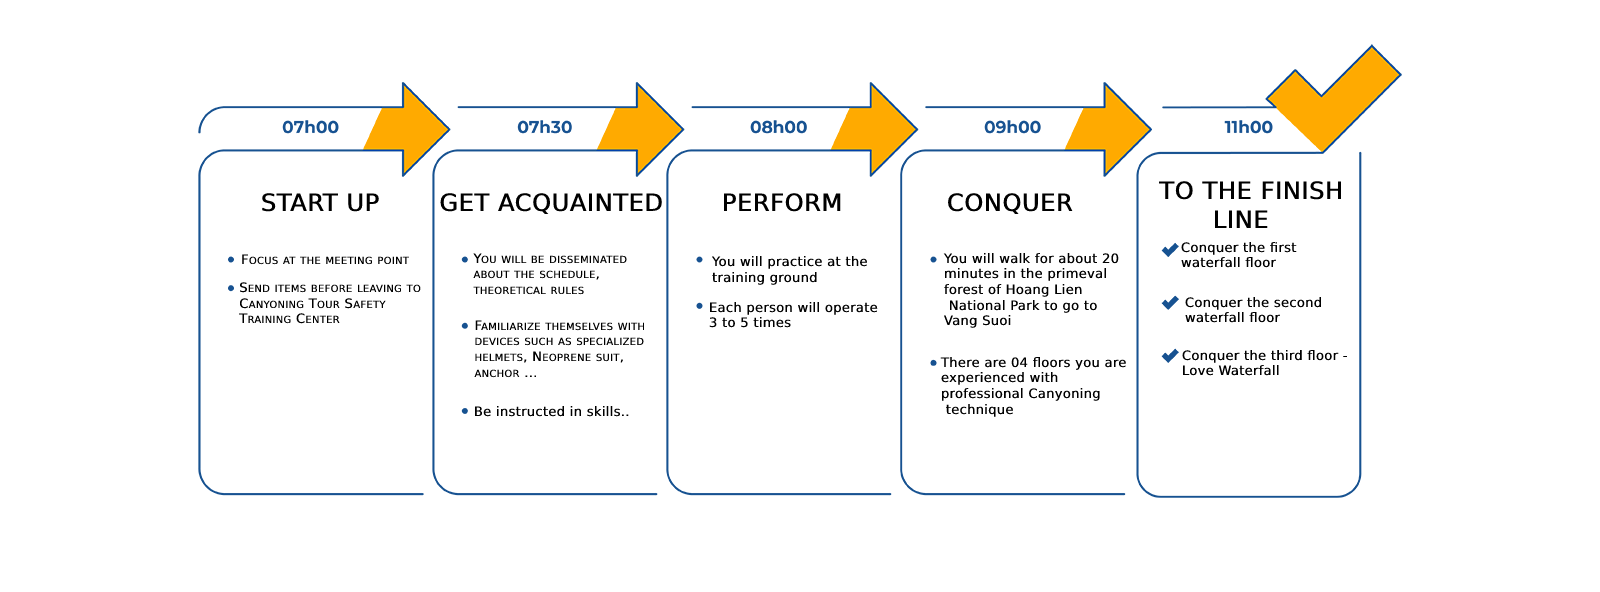 07h00
07h30
08h00
09h00
11h00
START UP
Focus at the meeting point
Send items before leaving to
Canyoning Tour Safety
Training Center
GET ACQUAINTED
You will be disseminated
about the schedule,
theoretical rules
Familiarize themselves with
devices such as specialized
helmets, Neoprene suit,
anchor ...
Be instructed in skills..
PERFORM
You will practice at the
training ground
Each person will operate
3 to 5 times
CONQUER
You will walk for about 20
minutes in the primeval
forest of Hoang Lien
National Park to go to
Vang Suoi
There are 04 floors you are
experienced with
professional Canyoning
technique
TO THE FINISH
LINE
Conquer the first
waterfall floor
Conquer the second
waterfall floor
Conquer the third floor -
Love Waterfall